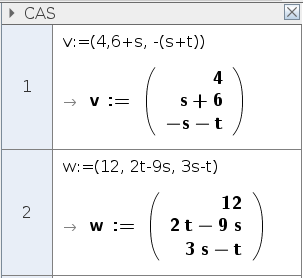 CAS
1
v:=(4,6+s, -(s+t))
→ v := ( 4
s + 6
−s − t )
2
w:=(12, 2t-9s, 3s-t)
→ w := ( 12
2 t − 9 s
3 s − t )